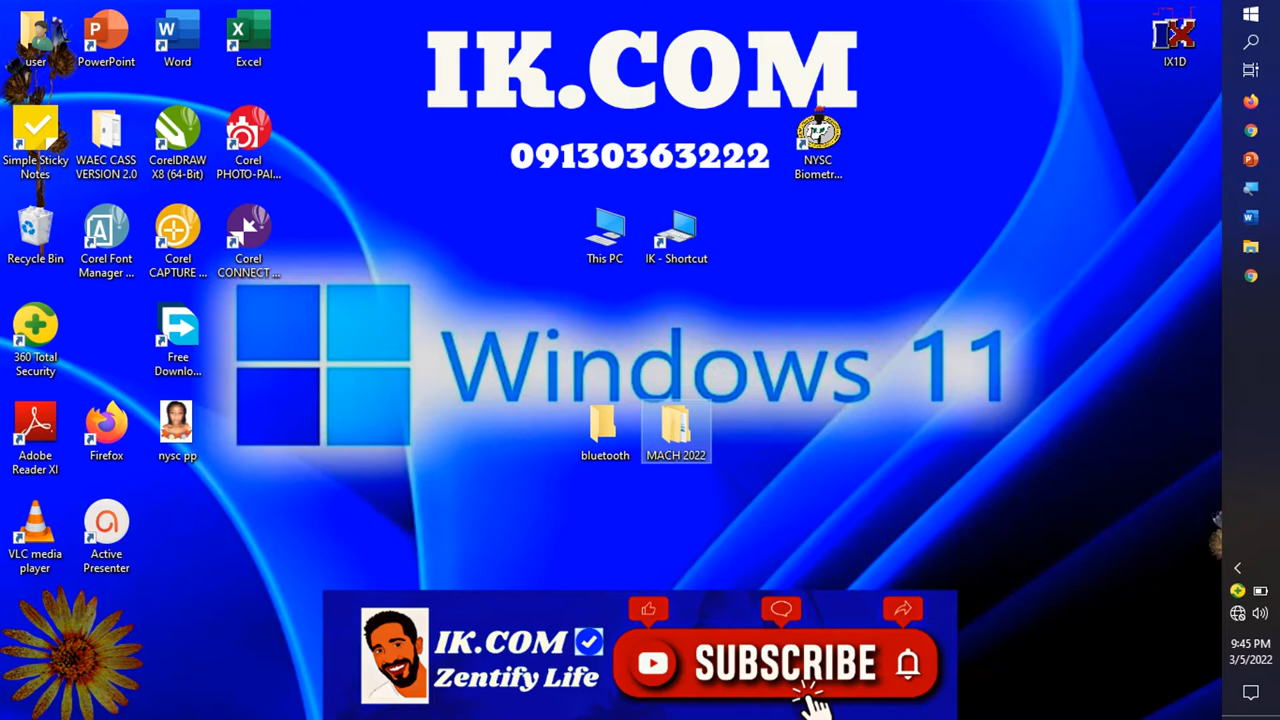 IK.COM
09130363222
user
PowerPoint
Word
Excel
IX1D
Simple Sticky
Notes
WAEC CASS
VERSION 2.0
CorelDRAW
X8 (64-Bit)
Corel
PHOTO-PAI...
NYSC
Biometr...
Recycle Bin
Corel Font
Manager ...
Corel
CAPTURE ...
Corel
CONNECT ...
This PC
IK - Shortcut
360 Total
Security
Free
Downlo...
Windows 11
Adobe
Reader XI
Firefox
nysc pp
bluetooth
MACH 2022
VLC media
player
Active
Presenter
IK.COM
Zentify Life
SUBSCRIBE
9:45 PM
3/5/2022